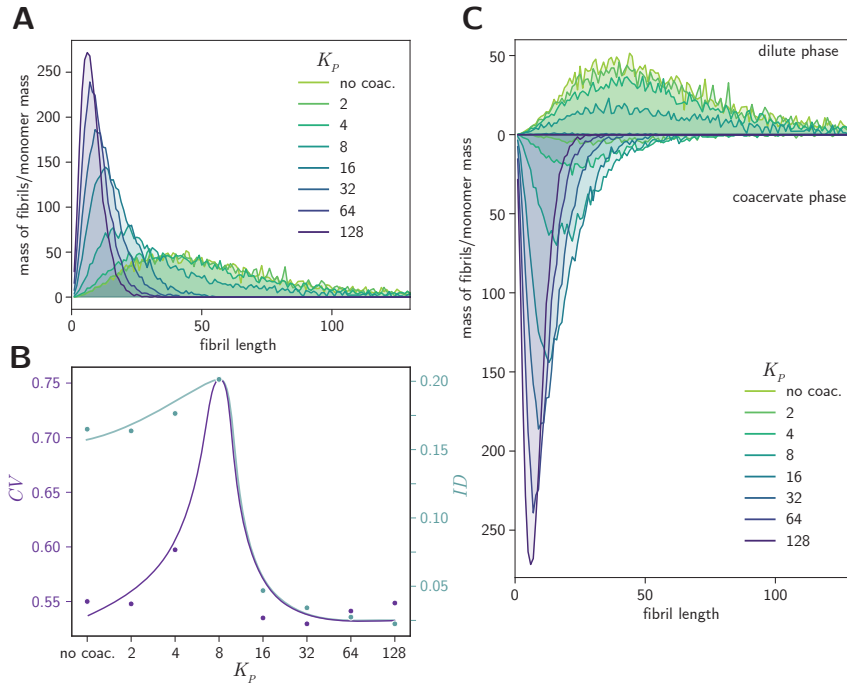 A
mass of fibrils/monomer mass
250
200
150
100
50
0
K_P
no coac.
2
4
8
16
32
64
128
0
50
100
fibril length
B
CV
0.75
0.70
0.65
0.60
0.55
0.20
0.15
0.10
0.05
ID
no coac.
2
4
8
16
32
64
128
K_P
C
mass of fibrils/monomer mass
50
0
50
100
150
200
250
dilute phase
coacervate phase
K_P
no coac.
2
4
8
16
32
64
128
0
50
100
fibril length